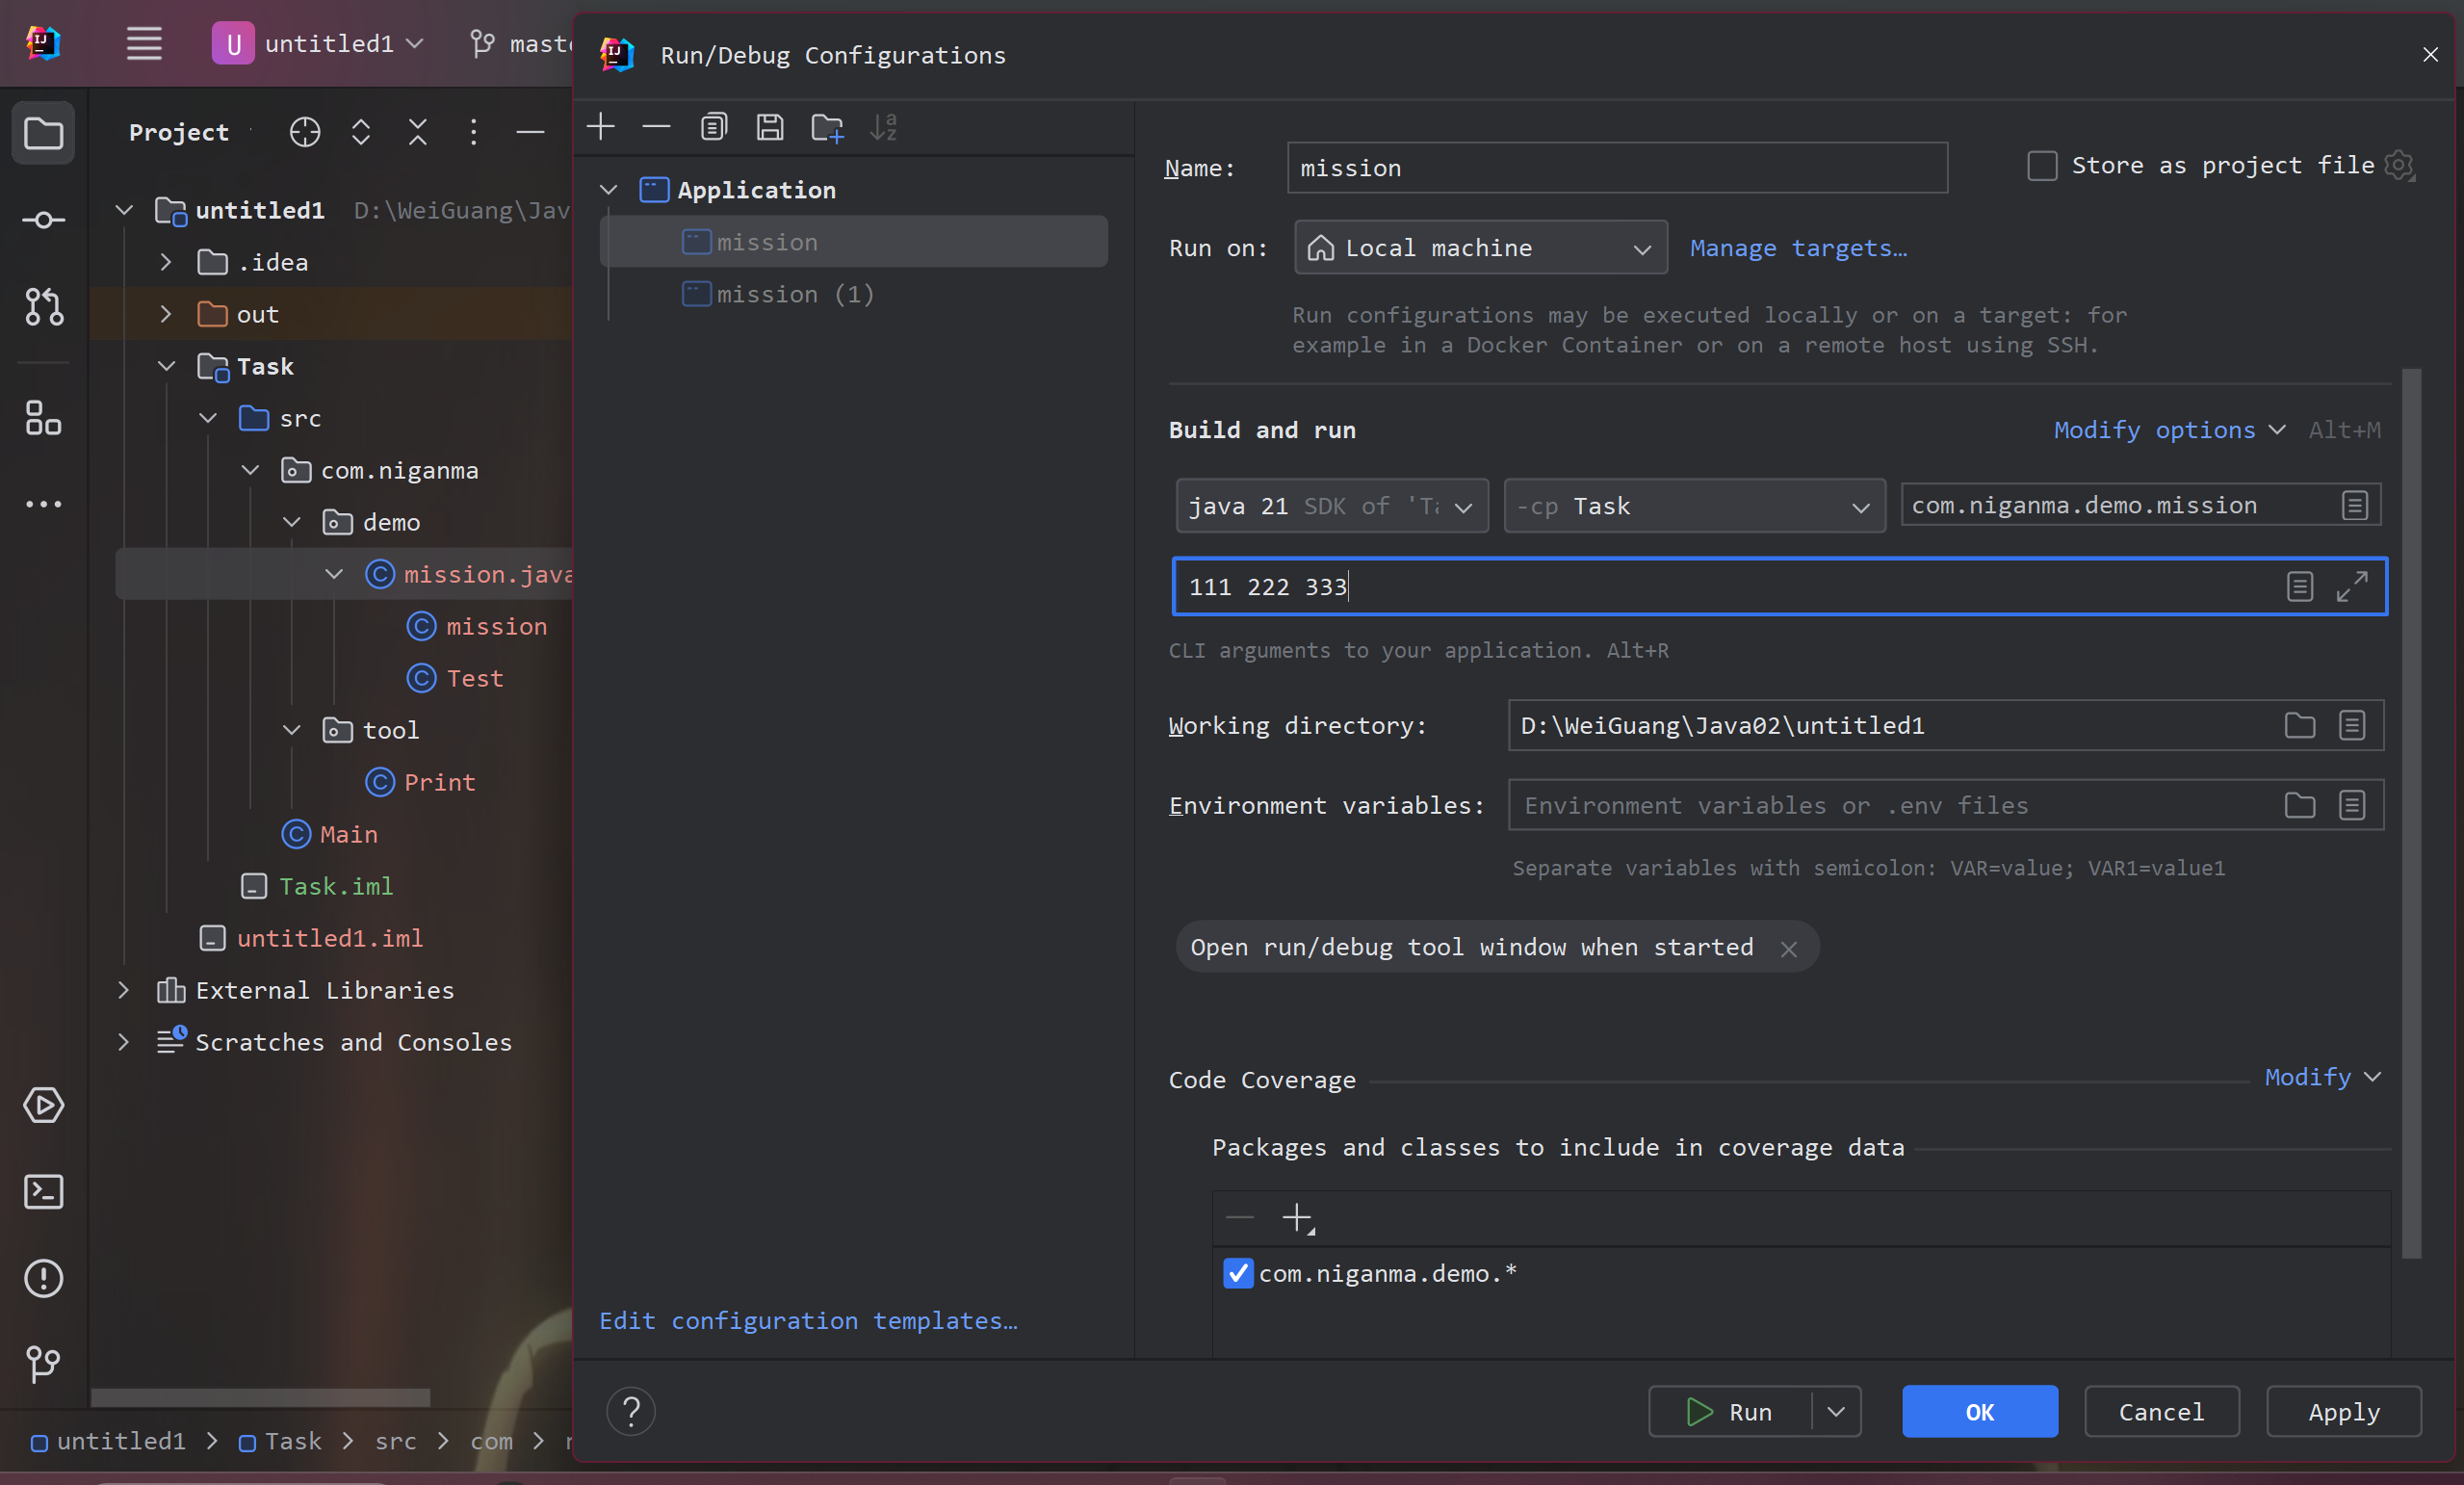 untitled1
Project
untitled1
.idea
out
Task
src
com.niganma
demo
mission.java
mission
Test
tool
Print
Main
Task.iml
untitled1.iml
External Libraries
Scratches and Consoles
untitled1 > Task > src > com >
Run/Debug Configurations
Application
mission
mission (1)
Edit configuration templates…
Name: mission
Store as project file
Run on: Local machine Manage targets…
Run configurations may be executed locally or on a target: for
example in a Docker Container or on a remote host using SSH.
Build and run Modify options Alt+M
java 21 SDK of -cp Task com.niganma.demo.mission
111 222 333
CLI arguments to your application. Alt+R
Working directory: D:\WeiGuang\Java02\untitled1
Environment variables: Environment variables or .env files
Separate variables with semicolon: VAR=value; VAR1=value1
Open run/debug tool window when started
Code Coverage Modify
Packages and classes to include in coverage data
com.niganma.demo.*
? Run OK Cancel Apply